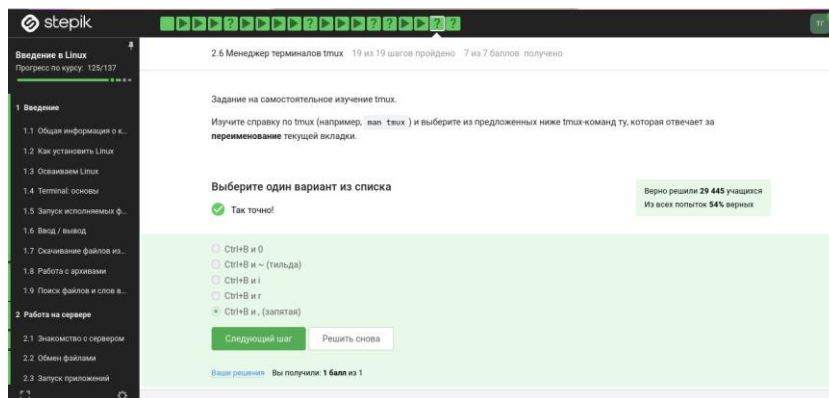 stepik
тг
Введение в Linux
Прогресс по курсу: 125/137
2.6 Менеджер терминалов tmux 19 из 19 шагов пройдено 7 из 7 баллов получено
1 Введение
1.1 Общая информация о к...
1.2 Как установить Linux
1.3 Осваиваем Linux
1.4 Terminal: основы
1.5 Запуск исполняемых ф...
1.6 Ввод / вывод
1.7 Скачивание файлов из...
1.8 Работа с архивами
1.9 Поиск файлов и слов в...
2 Работа на сервере
2.1 Знакомство с сервером
2.2 Обмен файлами
2.3 Запуск приложений
Задание на самостоятельное изучение tmux.
Изучите справку по tmux (например, man tmux ) и выберите из предложенных ниже tmux-команд ту, которая отвечает за
переименование текущей вкладки.
Выберите один вариант из списка
Так точно!
Верно решили 29 445 учащихся
Из всех попыток 54% верных
Ctrl+B и 0
Ctrl+B и ~ (тильда)
Ctrl+B и i
Ctrl+B и r
Ctrl+B и , (запятая)
Следующий шаг
Решить снова
Ваши решения Вы получили: 1 балл из 1